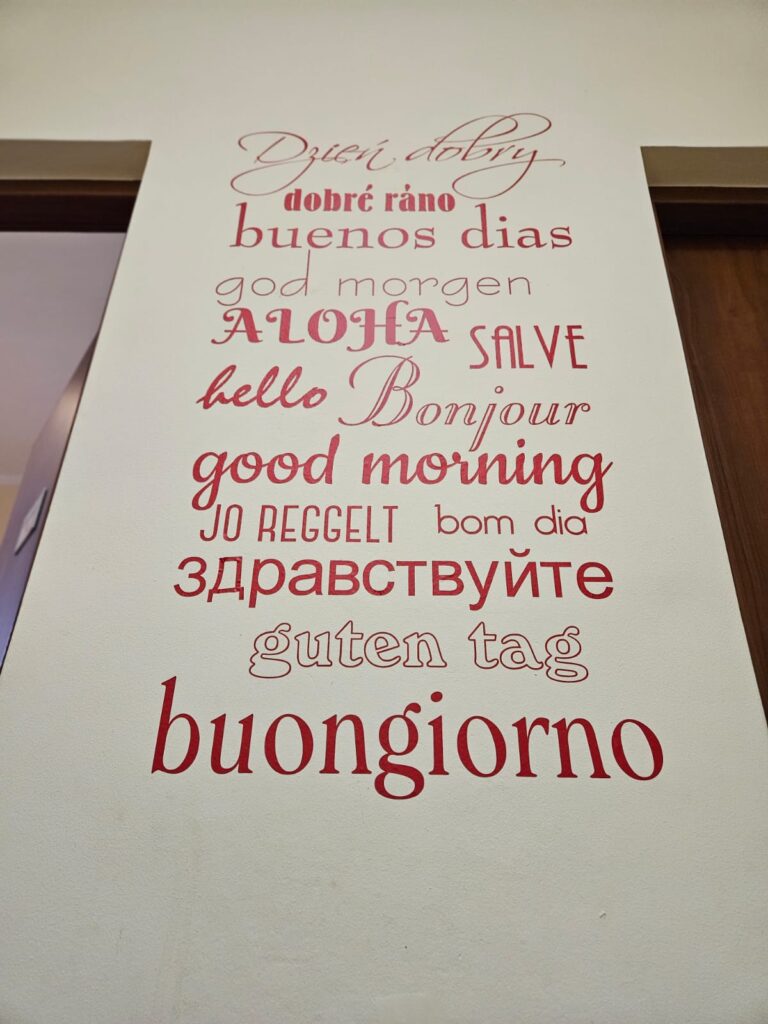 Dzień dobry
dobré ráno
buenos dias
god morgen
ALOHA SALVE
hello Bonjour
good morning
JO REGGELT bom dia
здравствуйте
guten tag
buongiorno